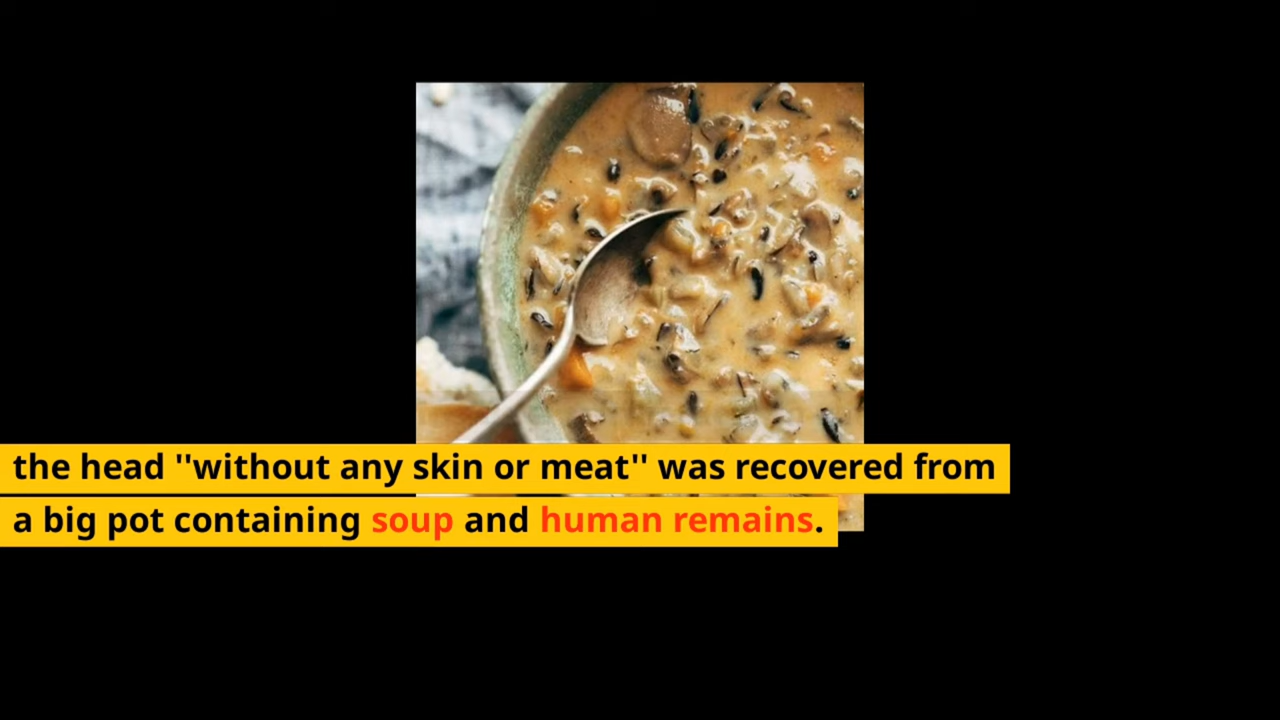 the head ''without any skin or meat'' was recovered from
a big pot containing soup and human remains.